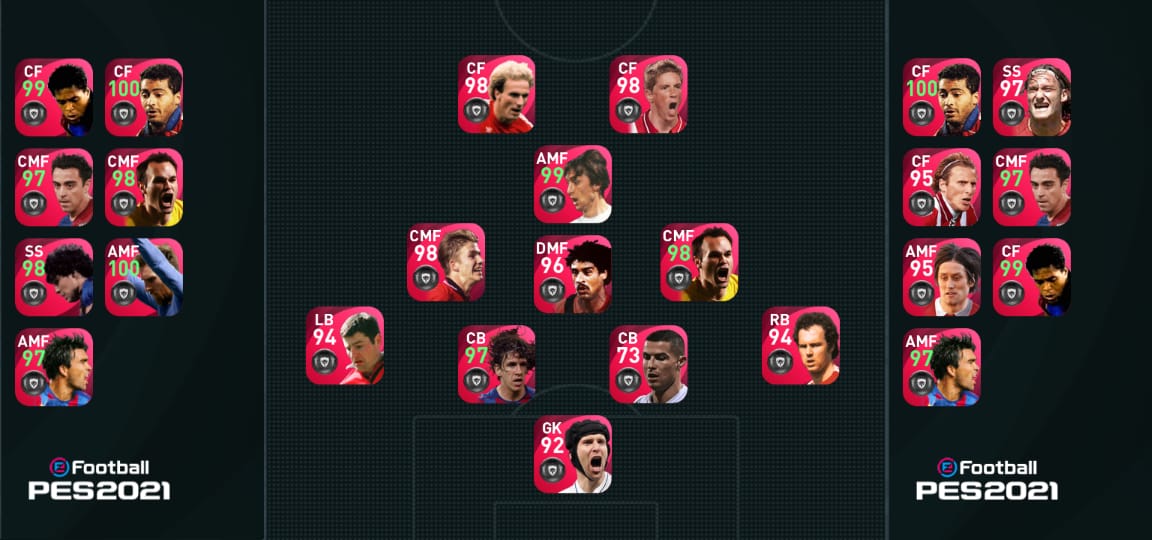 CF
99
CF
100
CMF
97
CMF
98
SS
98
AMF
100
AMF
97
Football
PES2021
CF
98
CF
98
AMF
99
CMF
98
DMF
96
CMF
98
LB
94
CB
97
CB
73
RB
94
GK
92
CF
100
SS
97
CF
95
CMF
97
AMF
95
CF
99
AMF
97
Football
PES2021